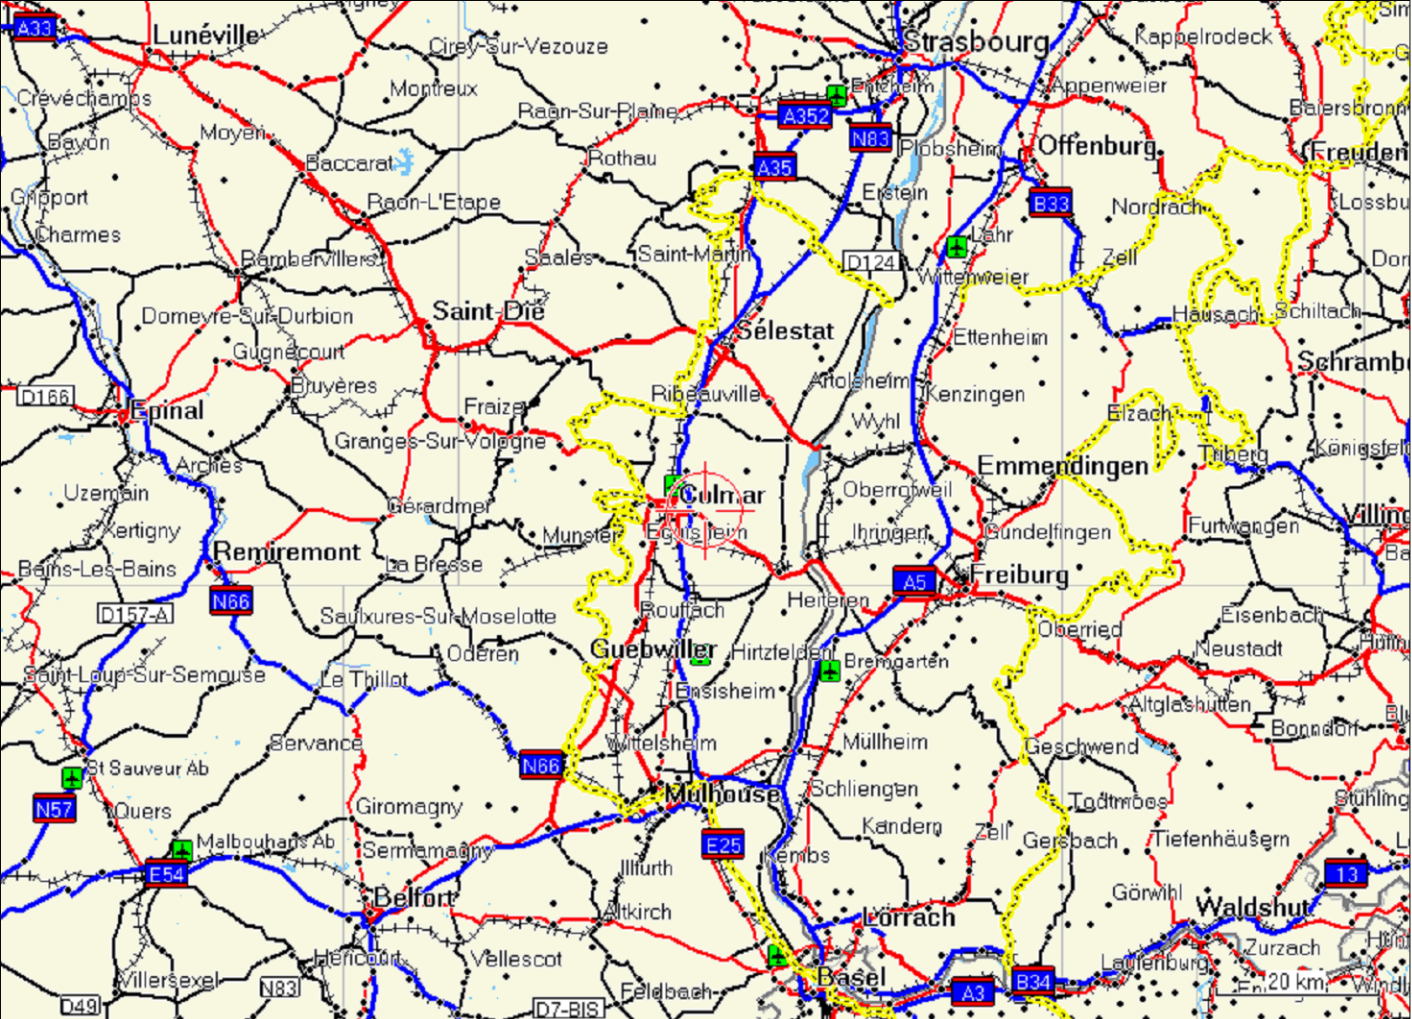 A33
Lunéville
Cirey-Sur-Vezouze
Strasbourg
Kappelrodeck
Crévéchamps
Montreux
Raon-Sur-Plaine
Entzheim
Appenweier
Baiersbronn
A352
N83
Bayon
Moyen
Baccarat
Rothau
A35
Plobsheim
Offenburg
Freuden
Gripport
Raon-L'Etape
Erstein
B33
Nordrach
Lossbu
Charmes
Rambervillers
Saales
Saint-Martin
D124
Lahr
Zell
Wittenweier
Domevre-Sur-Durbion
Saint-Dié
Sélestat
Hausach
Schiltach
Gugnecourt
Ettenheim
Schrambe
D166
Bruyères
Epinal
Fraize
Ribeauville
Artolsheim
Kenzingen
Elzach
Granges-Sur-Vologne
Wyhl
Triberg
Königsfel
Arches
Emmendingen
Uzemain
Colmar
Oberrotweil
Xertigny
Gérardmer
Munster
Eguisheim
Ihringen
Gundelfingen
Furtwangen
Villing
Remiremont
La Bresse
Bains-Les-Bains
A5
Freiburg
N66
D157-A
Saulxures-Sur-Moselotte
Rouffach
Heiteren
Eisenbach
Oberried
Guebwiller
Hirtzfelden
Neustadt
Oderen
Bremgarten
Saint-Loup-Sur-Semouse
Le Thillot
Ensisheim
Altglashutten
Bonndorf
Servance
Wittelsheim
Müllheim
Geschwend
St Sauveur Ab
N66
N57
Quers
Giromagny
Mulhouse
Schliengten
Todtmoos
Stühling
Malbouhans Ab
Sermamagny
E25
Kandern
Zell
Gersbach
Tiefenhäusern
E54
Illfurth
Kembs
13
Belfort
Altkirch
Lörrach
Görwihl
Waldshut
Héricourt
Vellescot
Laufenburg
Zurzach
Villersexel
N83
Feldbach
Basel
A3
B34
20 km
D49
D7-BIS